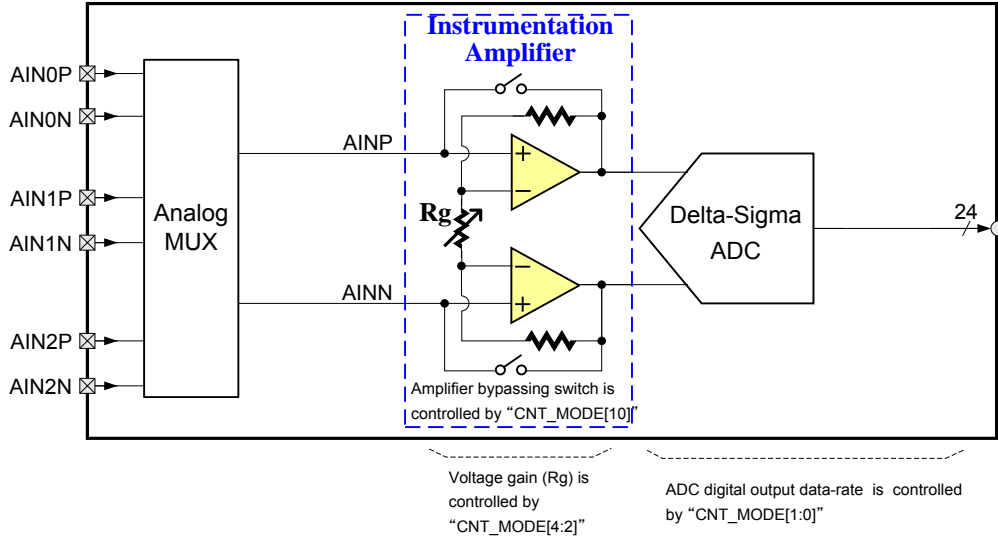 Instrumentation
Amplifier
AIN0P
AIN0N
AIN1P
AIN1N
AIN2P
AIN2N
Analog
MUX
AINP
AINN
+
−
Rg
−
+
Delta-Sigma
ADC
24
Amplifier bypassing switch is
controlled by “CNT_MODE[10]”
Voltage gain (Rg) is
controlled by
“CNT_MODE[4:2]”
ADC digital output data-rate is controlled
by “CNT_MODE[1:0]”